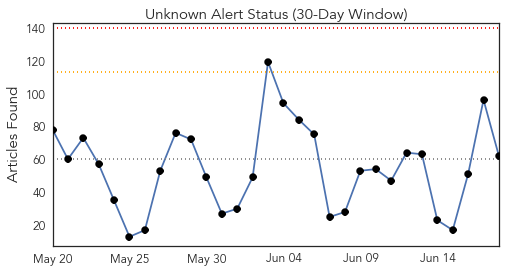 Unknown Alert Status (30-Day Window)
140
120
100
80
60
40
20
Articles Found
May 20
May 25
May 30
Jun 04
Jun 09
Jun 14